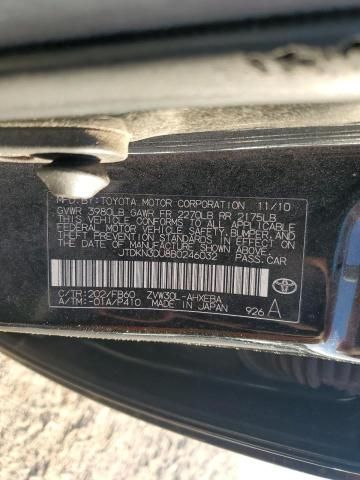 MFD. BY: TOYOTA MOTOR CORPORATION 11/10
GVWR 3980LB GAWR FR 2270LB RR 2175LB
THIS VEHICLE CONFORMS TO ALL APPLICABLE
FEDERAL MOTOR VEHICLE SAFETY, BUMPER, AND
THEFT PREVENTION STANDARDS IN EFFECT ON
THE DATE OF MANUFACTURE SHOWN ABOVE.
JTDKN3DU8B0246032 PASS. CAR
C/TR: 202/FB60 ZVW30L-AHXEBA
A/TM: -01A/P410 MADE IN JAPAN 926 A